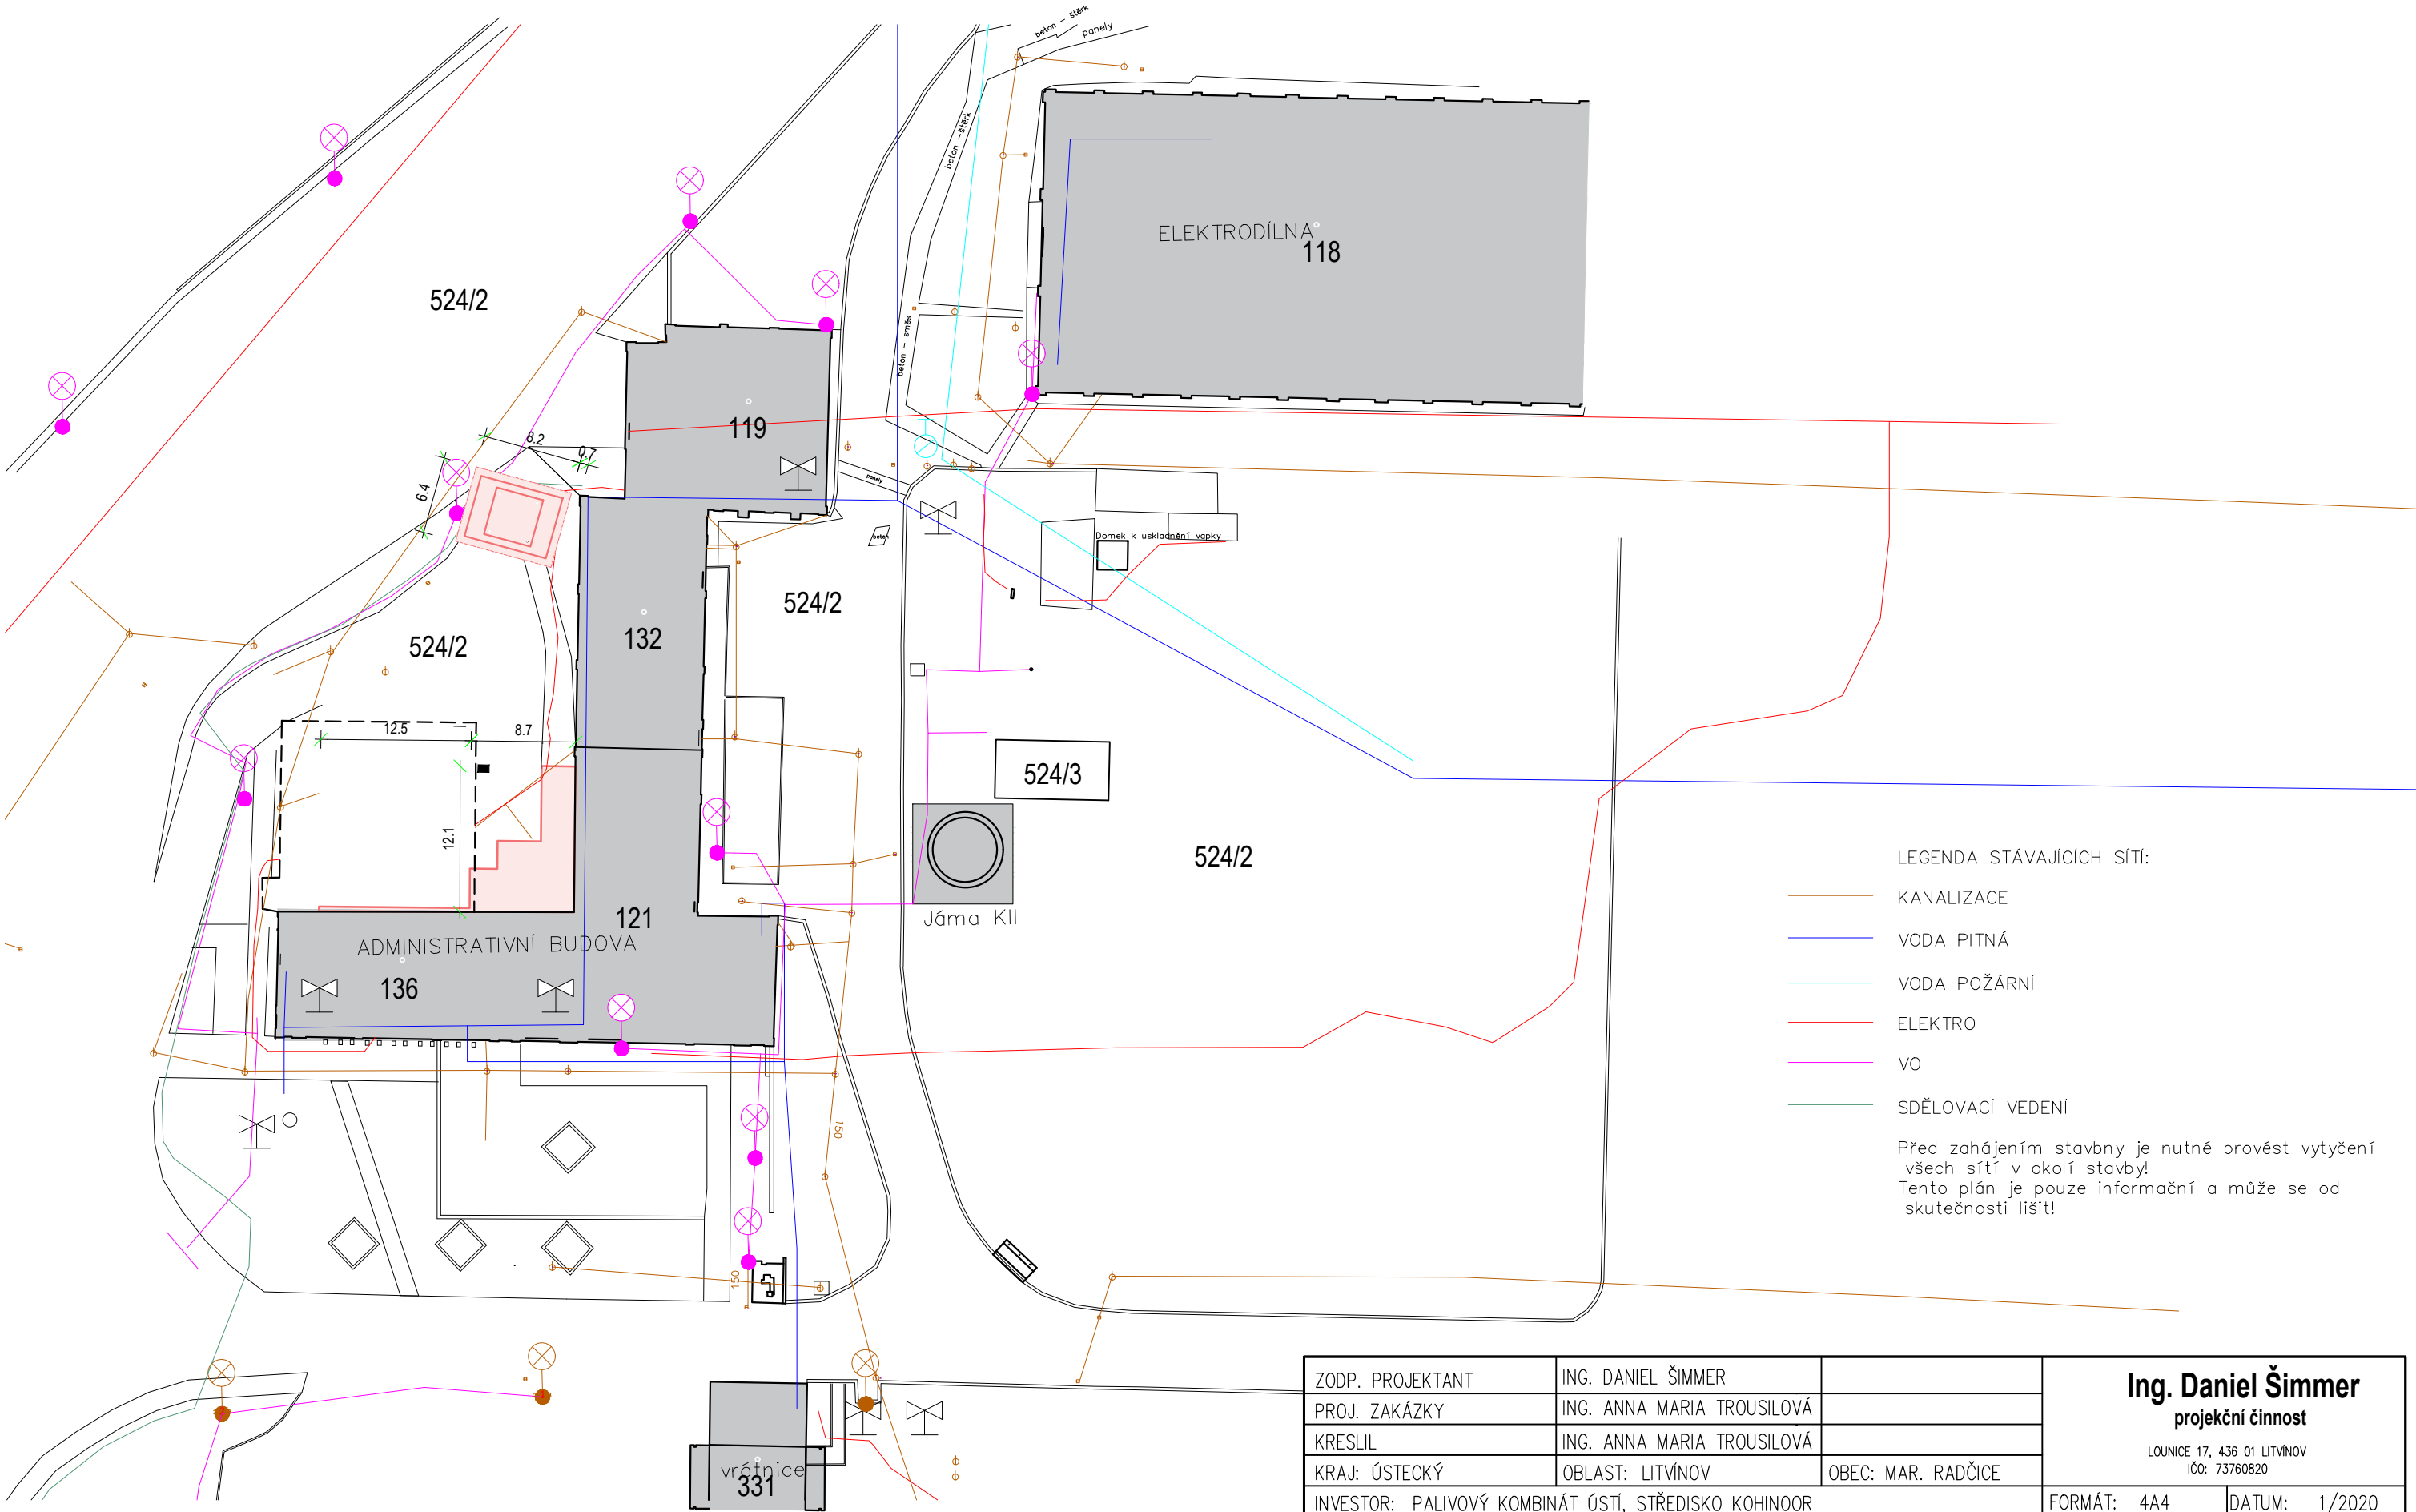 beton - štěrk
panely
beton -štěrk
ELEKTRODÍLNA
118
524/2
beton - směs
119
8.2
0.7
6.4
panely
beton
Domek k uskladnění vapky
524/2
132
524/2
12.5
8.7
524/3
12.1
524/2
121
Jáma KII
ADMINISTRATIVNÍ BUDOVA
136
LEGENDA STÁVAJÍCÍCH SÍTÍ:
KANALIZACE
VODA PITNÁ
VODA POŽÁRNÍ
ELEKTRO
VO
SDĚLOVACÍ VEDENÍ
Před zahájením stavbny je nutné provést vytyčení
všech sítí v okolí stavby!
Tento plán je pouze informační a může se od
skutečnosti lišit!
150
150
vrátnice
331
ZODP. PROJEKTANT ING. DANIEL ŠIMMER
PROJ. ZAKÁZKY ING. ANNA MARIA TROUSILOVÁ
KRESLIL ING. ANNA MARIA TROUSILOVÁ
KRAJ: ÚSTECKÝ OBLAST: LITVÍNOV OBEC: MAR. RADČICE
INVESTOR: PALIVOVÝ KOMBINÁT ÚSTÍ, STŘEDISKO KOHINOOR
Ing. Daniel Šimmer
projekční činnost
LOUNICE 17, 436 01 LITVÍNOV
IČO: 73760820
FORMÁT: 4A4 DATUM: 1/2020